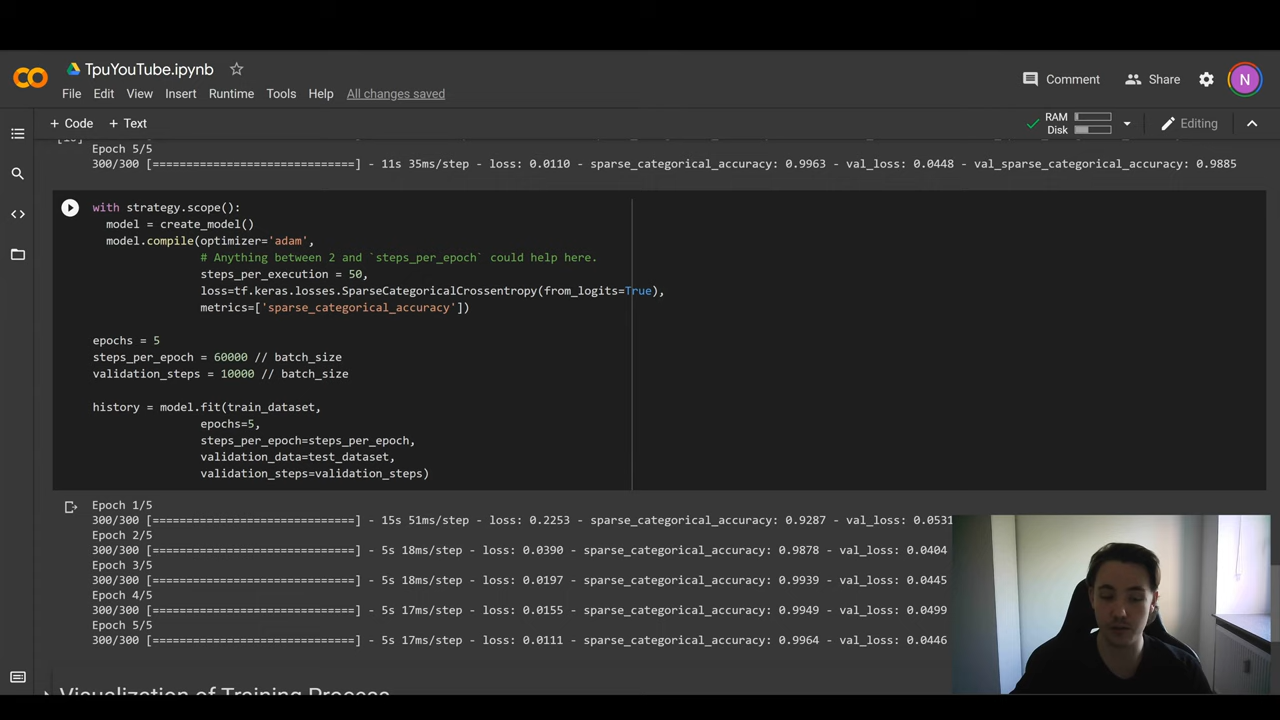 TpuYouTube.ipynb
File Edit View Insert Runtime Tools Help All changes saved
Comment Share N
+ Code + Text
RAM
Disk
Editing
Epoch 5/5
300/300 [==============================] - 11s 35ms/step - loss: 0.0110 - sparse_categorical_accuracy: 0.9963 - val_loss: 0.0448 - val_sparse_categorical_accuracy: 0.9885
with strategy.scope():
model = create_model()
model.compile(optimizer='adam',
# Anything between 2 and `steps_per_epoch` could help here.
steps_per_execution = 50,
loss=tf.keras.losses.SparseCategoricalCrossentropy(from_logits=True),
metrics=['sparse_categorical_accuracy'])
epochs = 5
steps_per_epoch = 60000 // batch_size
validation_steps = 10000 // batch_size
history = model.fit(train_dataset,
epochs=5,
steps_per_epoch=steps_per_epoch,
validation_data=test_dataset,
validation_steps=validation_steps)
Epoch 1/5
300/300 [==============================] - 15s 51ms/step - loss: 0.2253 - sparse_categorical_accuracy: 0.9287 - val_loss: 0.0531
Epoch 2/5
300/300 [==============================] - 5s 18ms/step - loss: 0.0390 - sparse_categorical_accuracy: 0.9878 - val_loss: 0.0404
Epoch 3/5
300/300 [==============================] - 5s 18ms/step - loss: 0.0197 - sparse_categorical_accuracy: 0.9939 - val_loss: 0.0445
Epoch 4/5
300/300 [==============================] - 5s 17ms/step - loss: 0.0155 - sparse_categorical_accuracy: 0.9949 - val_loss: 0.0499
Epoch 5/5
300/300 [==============================] - 5s 17ms/step - loss: 0.0111 - sparse_categorical_accuracy: 0.9964 - val_loss: 0.0446
Visualization of Training Process